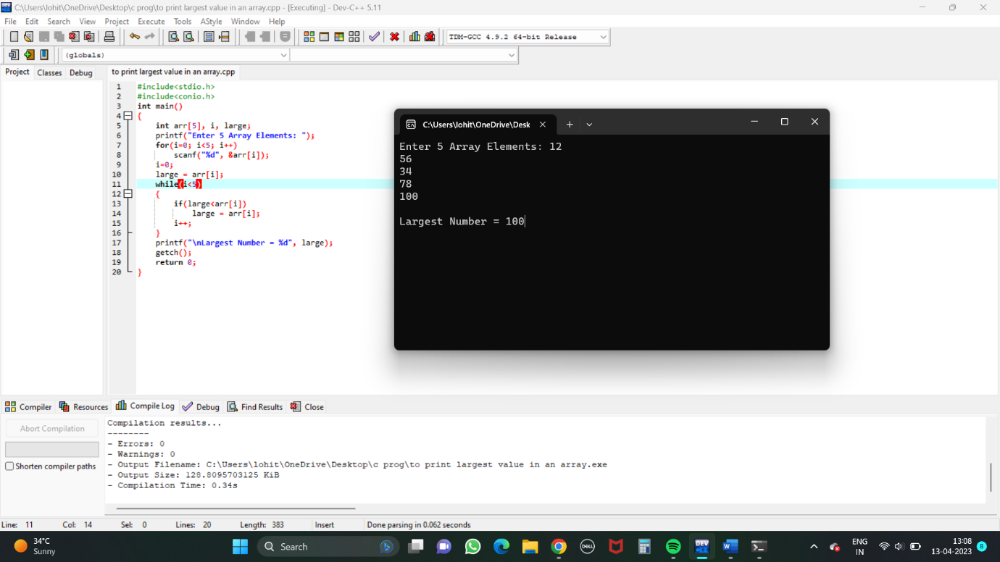 C:\Users\lohit\OneDrive\Desktop\c prog\to print largest value in an array.cpp - [Executing] - Dev-C++ 5.11
File Edit Search View Project Execute Tools AStyle Window Help
TDM-GCC 4.9.2 64-bit Release
(globals)
Project Classes Debug
to print largest value in an array.cpp
1 #include<stdio.h>
2 #include<conio.h>
3 int main()
4 {
5 int arr[5], i, large;
6 printf("Enter 5 Array Elements: ");
7 for(i=0; i<5; i++)
8 scanf("%d", &arr[i]);
9 i=0;
10 large = arr[i];
11 while(i<5)
12 {
13 if(large<arr[i])
14 large = arr[i];
15 i++;
16 }
17 printf("\nLargest Number = %d", large);
18 getch();
19 return 0;
20 }
C:\Users\lohit\OneDrive\Desk
Enter 5 Array Elements: 12
56
34
78
100
Largest Number = 100
Compiler Resources Compile Log Debug Find Results Close
Abort Compilation
Shorten compiler paths
Compilation results...
--------
- Errors: 0
- Warnings: 0
- Output Filename: C:\Users\lohit\OneDrive\Desktop\c prog\to print largest value in an array.exe
- Output Size: 128.8095703125 KiB
- Compilation Time: 0.34s
Line: 11 Col: 14 Sel: 0 Lines: 20 Length: 383 Insert Done parsing in 0.062 seconds
34°C
Sunny
Search
DELL
DEV
W
ENG
IN
13:08
13-04-2023
8